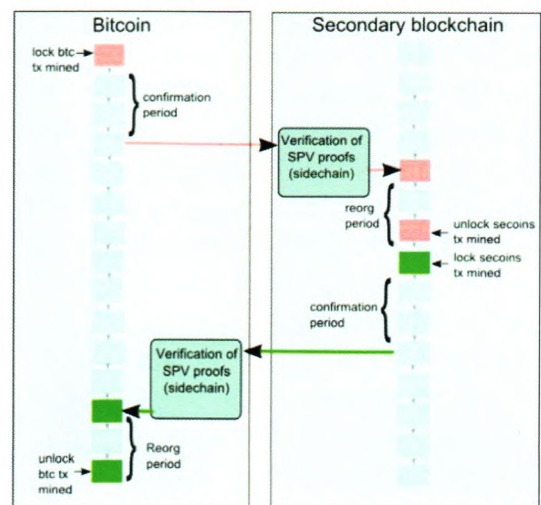 Bitcoin
lock btc
tx mined
confirmation
period
Verification of
SPV proofs
(sidechain)
unlock
btc tx
mined
Reorg
period
Secondary blockchain
Verification of
SPV proofs
(sidechain)
reorg
period
unlock secoins
tx mined
lock secoins
tx mined
confirmation
period